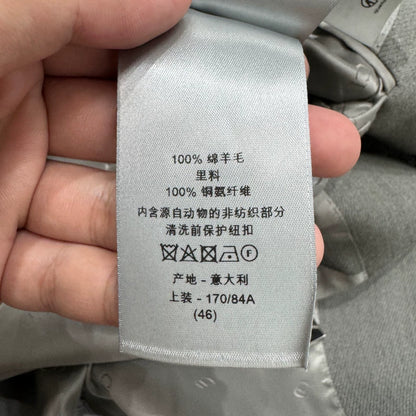 100% 绵羊毛
里料
100% 铜氨纤维
内含源自动物的非纺织部分
清洗前保护纽扣
产地 - 意大利
上装 - 170/84A
(46)